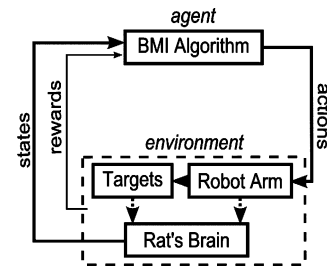 agent
BMI Algorithm
states
rewards
actions
environment
Targets
Robot Arm
Rat's Brain